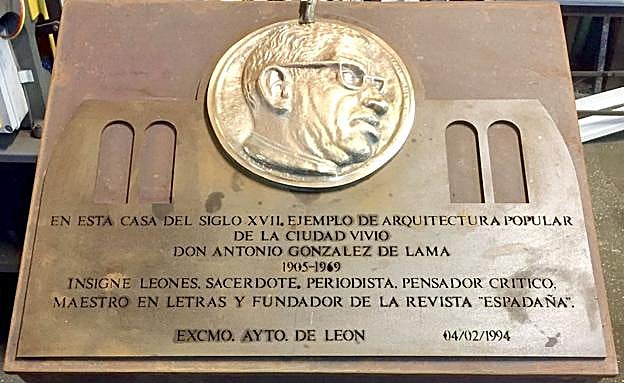 EN ESTA CASA DEL SIGLO XVII, EJEMPLO DE ARQUITECTURA POPULAR
DE LA CIUDAD VIVIO
DON ANTONIO GONZALEZ DE LAMA
1905-1969
INSIGNE LEONES, SACERDOTE, PERIODISTA, PENSADOR CRITICO,
MAESTRO EN LETRAS Y FUNDADOR DE LA REVISTA "ESPADAÑA".
EXCMO. AYTO. DE LEON 04/02/1994